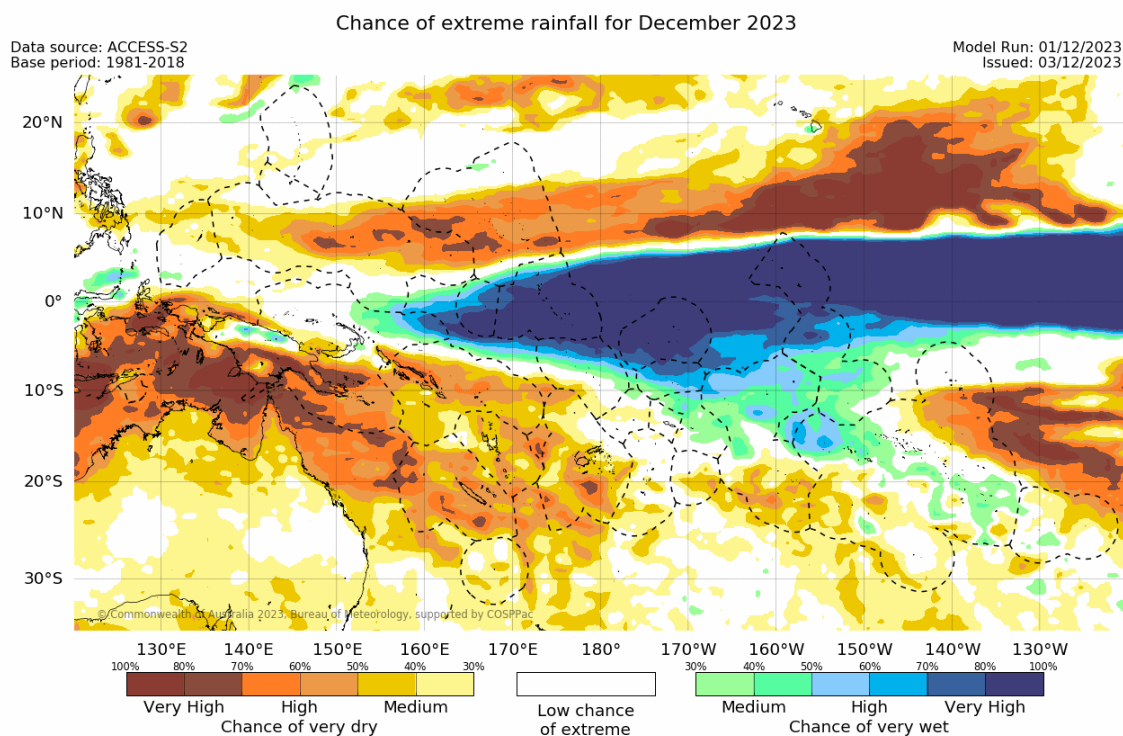 Chance of extreme rainfall for December 2023
Data source: ACCESS-S2
Base period: 1981-2018
Model Run: 01/12/2023
Issued: 03/12/2023
20°N
10°N
0°
10°S
20°S
30°S
© Commonwealth of Australia 2023, Bureau of Meteorology, supported by COSPPac
130°E 140°E 150°E 160°E 170°E 180° 170°W 160°W 150°W 140°W 130°W
100% 80% 70% 60% 50% 40% 30%
30% 40% 50% 60% 70% 80% 100%
Very High High Medium
Low chance
of extreme
Medium High Very High
Chance of very dry
Chance of very wet